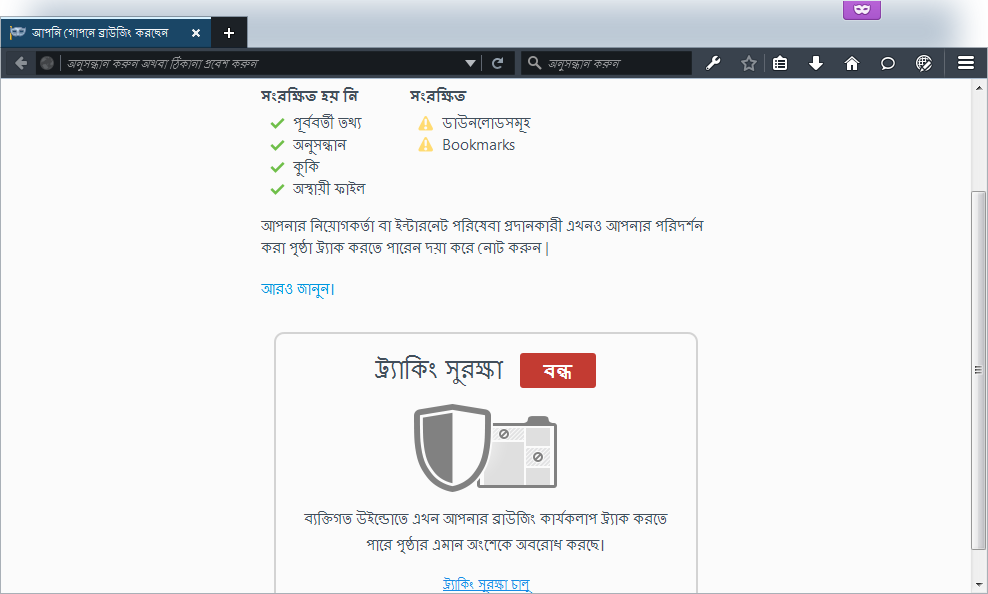 আপনি গোপনে ব্রাউজিং করছেন
অনুসন্ধান করুন অথবা ঠিকানা প্রবেশ করুন
অনুসন্ধান করুন
সংরক্ষিত হয় নি
সংরক্ষিত
পূর্ববর্তী তথ্য
ডাউনলোডসমূহ
অনুসন্ধান
Bookmarks
কুকি
অস্থায়ী ফাইল
আপনার নিয়োগকর্তা বা ইন্টারনেট পরিষেবা প্রদানকারী এখনও আপনার পরিদর্শন
করা পৃষ্ঠা ট্র্যাক করতে পারেন দয়া করে নোট করুন |
আরও জানুন।
ট্র্যাকিং সুরক্ষা
বন্ধ
ব্যক্তিগত উইন্ডোতে এখন আপনার ব্রাউজিং কার্যকলাপ ট্র্যাক করতে
পারে পৃষ্ঠার এমান অংশেকে অবরোধ করছে।
ট্র্যাকিং সুরক্ষা চালু